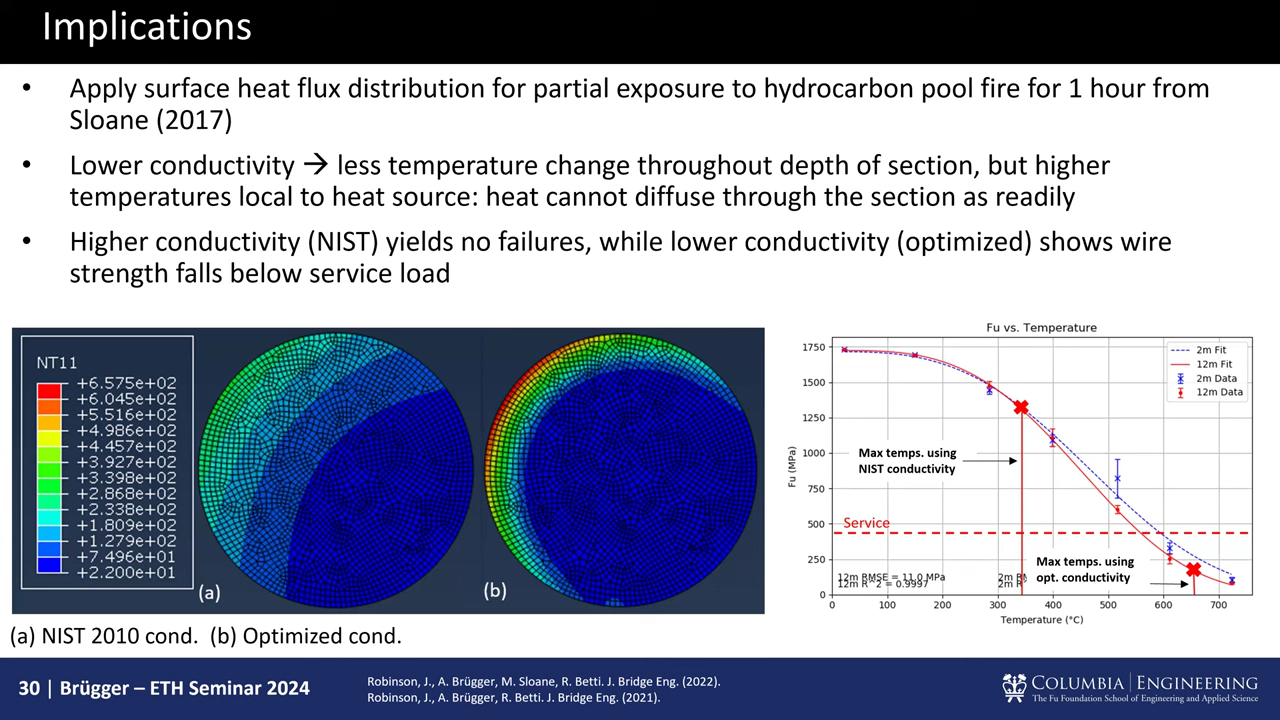 Implications
• Apply surface heat flux distribution for partial exposure to hydrocarbon pool fire for 1 hour from
Sloane (2017)
• Lower conductivity → less temperature change throughout depth of section, but higher
temperatures local to heat source: heat cannot diffuse through the section as readily
• Higher conductivity (NIST) yields no failures, while lower conductivity (optimized) shows wire
strength falls below service load
NT11
+6.575e+02
+6.045e+02
+5.516e+02
+4.986e+02
+4.457e+02
+3.927e+02
+3.398e+02
+2.868e+02
+2.338e+02
+1.809e+02
+1.279e+02
+7.496e+01
+2.200e+01
(a)
(b)
(a) NIST 2010 cond. (b) Optimized cond.
Fu vs. Temperature
Fu (MPa)
1750
1500
1250
1000
750
500
250
0
2m Fit
12m Fit
2m Data
12m Data
Max temps. using
NIST conductivity
Service
Max temps. using
opt. conductivity
12m RMSE = 11.0 MPa
12m R^2 = 0.9997
0 100 200 300 400 500 600 700
Temperature (°C)
30 | Brügger – ETH Seminar 2024
Robinson, J., A. Brügger, M. Sloane, R. Betti. J. Bridge Eng. (2022).
Robinson, J., A. Brügger, R. Betti. J. Bridge Eng. (2021).
COLUMBIA | ENGINEERING
The Fu Foundation School of Engineering and Applied Science